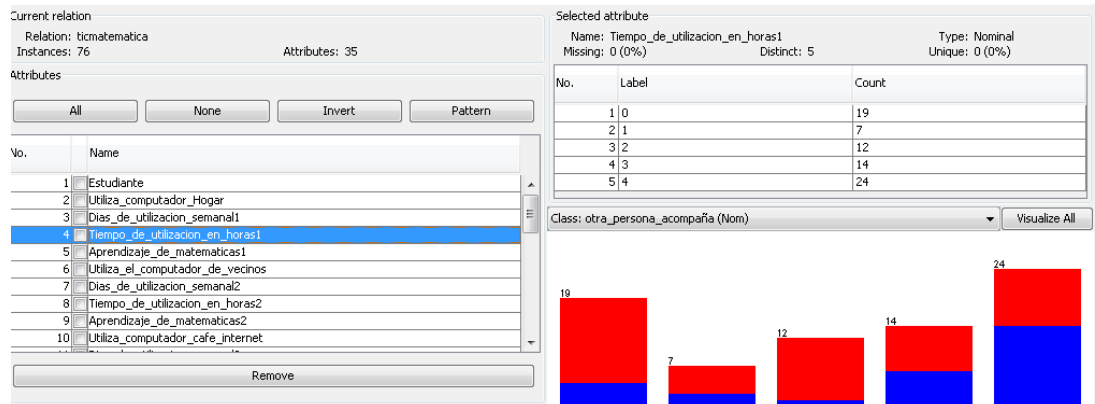 Current relation
Relation: ticmatematica
Instances: 76 Attributes: 35
Attributes
All None Invert Pattern
No. Name
1 Estudiante
2 Utiliza_computador_Hogar
3 Dias_de_utilizacion_semanal1
4 Tiempo_de_utilizacion_en_horas1
5 Aprendizaje_de_matematicas1
6 Utiliza_el_computador_de_vecinos
7 Dias_de_utilizacion_semanal2
8 Tiempo_de_utilizacion_en_horas2
9 Aprendizaje_de_matematicas2
10 Utiliza_computador_cafe_internet
Remove
Selected attribute
Name: Tiempo_de_utilizacion_en_horas1 Type: Nominal
Missing: 0 (0%) Distinct: 5 Unique: 0 (0%)
No. Label Count
1 0 19
2 1 7
3 2 12
4 3 14
5 4 24
Class: otra_persona_acompaña (Nom) Visualize All
19
7
12
14
24